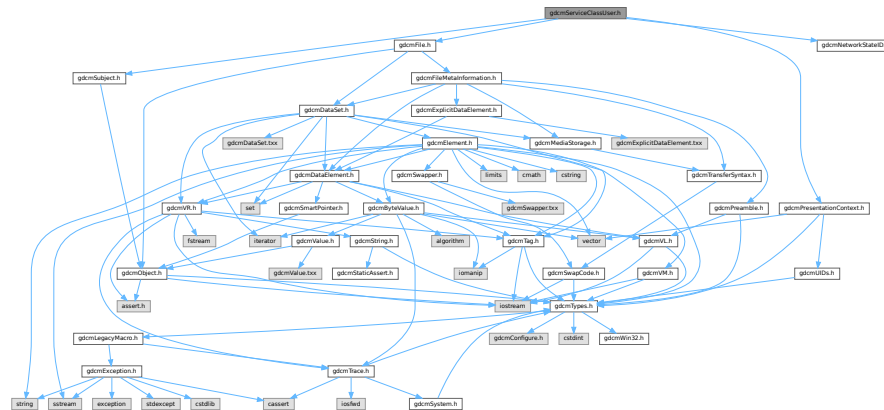 gdcmServiceClassUser.h
gdcmFile.h
gdcmNetworkStateID
gdcmSubject.h
gdcmFileMetaInformation.h
gdcmDataSet.h
gdcmExplicitDataElement.h
gdcmDataSet.txx
gdcmElement.h
gdcmMediaStorage.h
gdcmExplicitDataElement.txx
gdcmDataElement.h
gdcmSwapper.h
limits
cmath
cstring
gdcmTransferSyntax.h
gdcmVR.h
set
gdcmSmartPointer.h
gdcmByteValue.h
gdcmSwapper.txx
gdcmPreamble.h
gdcmPresentationContext.h
fstream
iterator
gdcmValue.h
gdcmString.h
algorithm
gdcmTag.h
vector
gdcmVL.h
gdcmObject.h
gdcmValue.txx
gdcmStaticAssert.h
iomanip
gdcmSwapCode.h
gdcmVM.h
gdcmUIDs.h
assert.h
iostream
gdcmTypes.h
gdcmLegacyMacro.h
gdcmConfigure.h
cstdint
gdcmWin32.h
gdcmException.h
gdcmTrace.h
string
sstream
exception
stdexcept
cstdlib
cassert
iosfwd
gdcmSystem.h